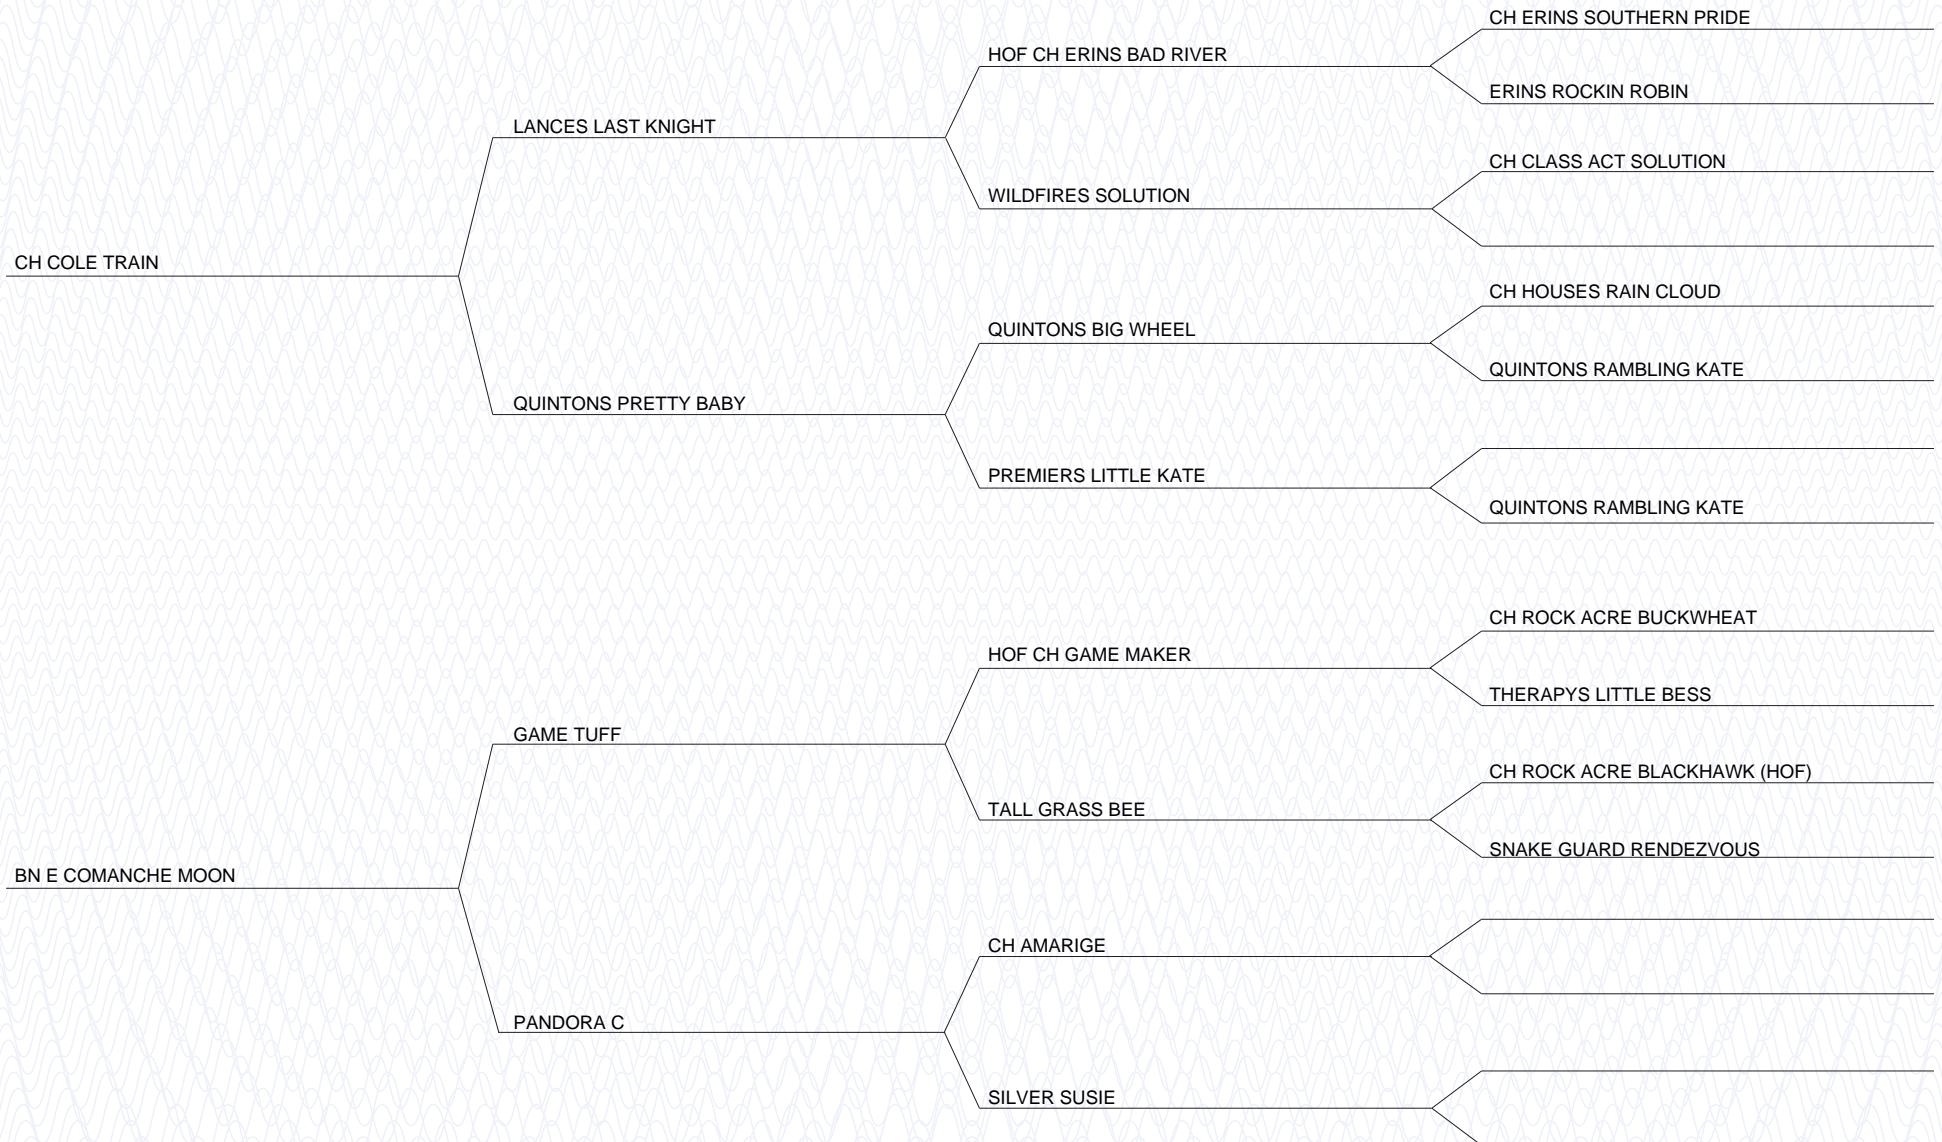 CH ERINS SOUTHERN PRIDE
HOF CH ERINS BAD RIVER
ERINS ROCKIN ROBIN
LANCES LAST KNIGHT
CH CLASS ACT SOLUTION
WILDFIRES SOLUTION
CH COLE TRAIN
CH HOUSES RAIN CLOUD
QUINTONS BIG WHEEL
QUINTONS RAMBLING KATE
QUINTONS PRETTY BABY
PREMIERS LITTLE KATE
QUINTONS RAMBLING KATE
CH ROCK ACRE BUCKWHEAT
HOF CH GAME MAKER
THERAPYS LITTLE BESS
GAME TUFF
CH ROCK ACRE BLACKHAWK (HOF)
TALL GRASS BEE
SNAKE GUARD RENDEZVOUS
BN E COMANCHE MOON
CH AMARIGE
PANDORA C
SILVER SUSIE